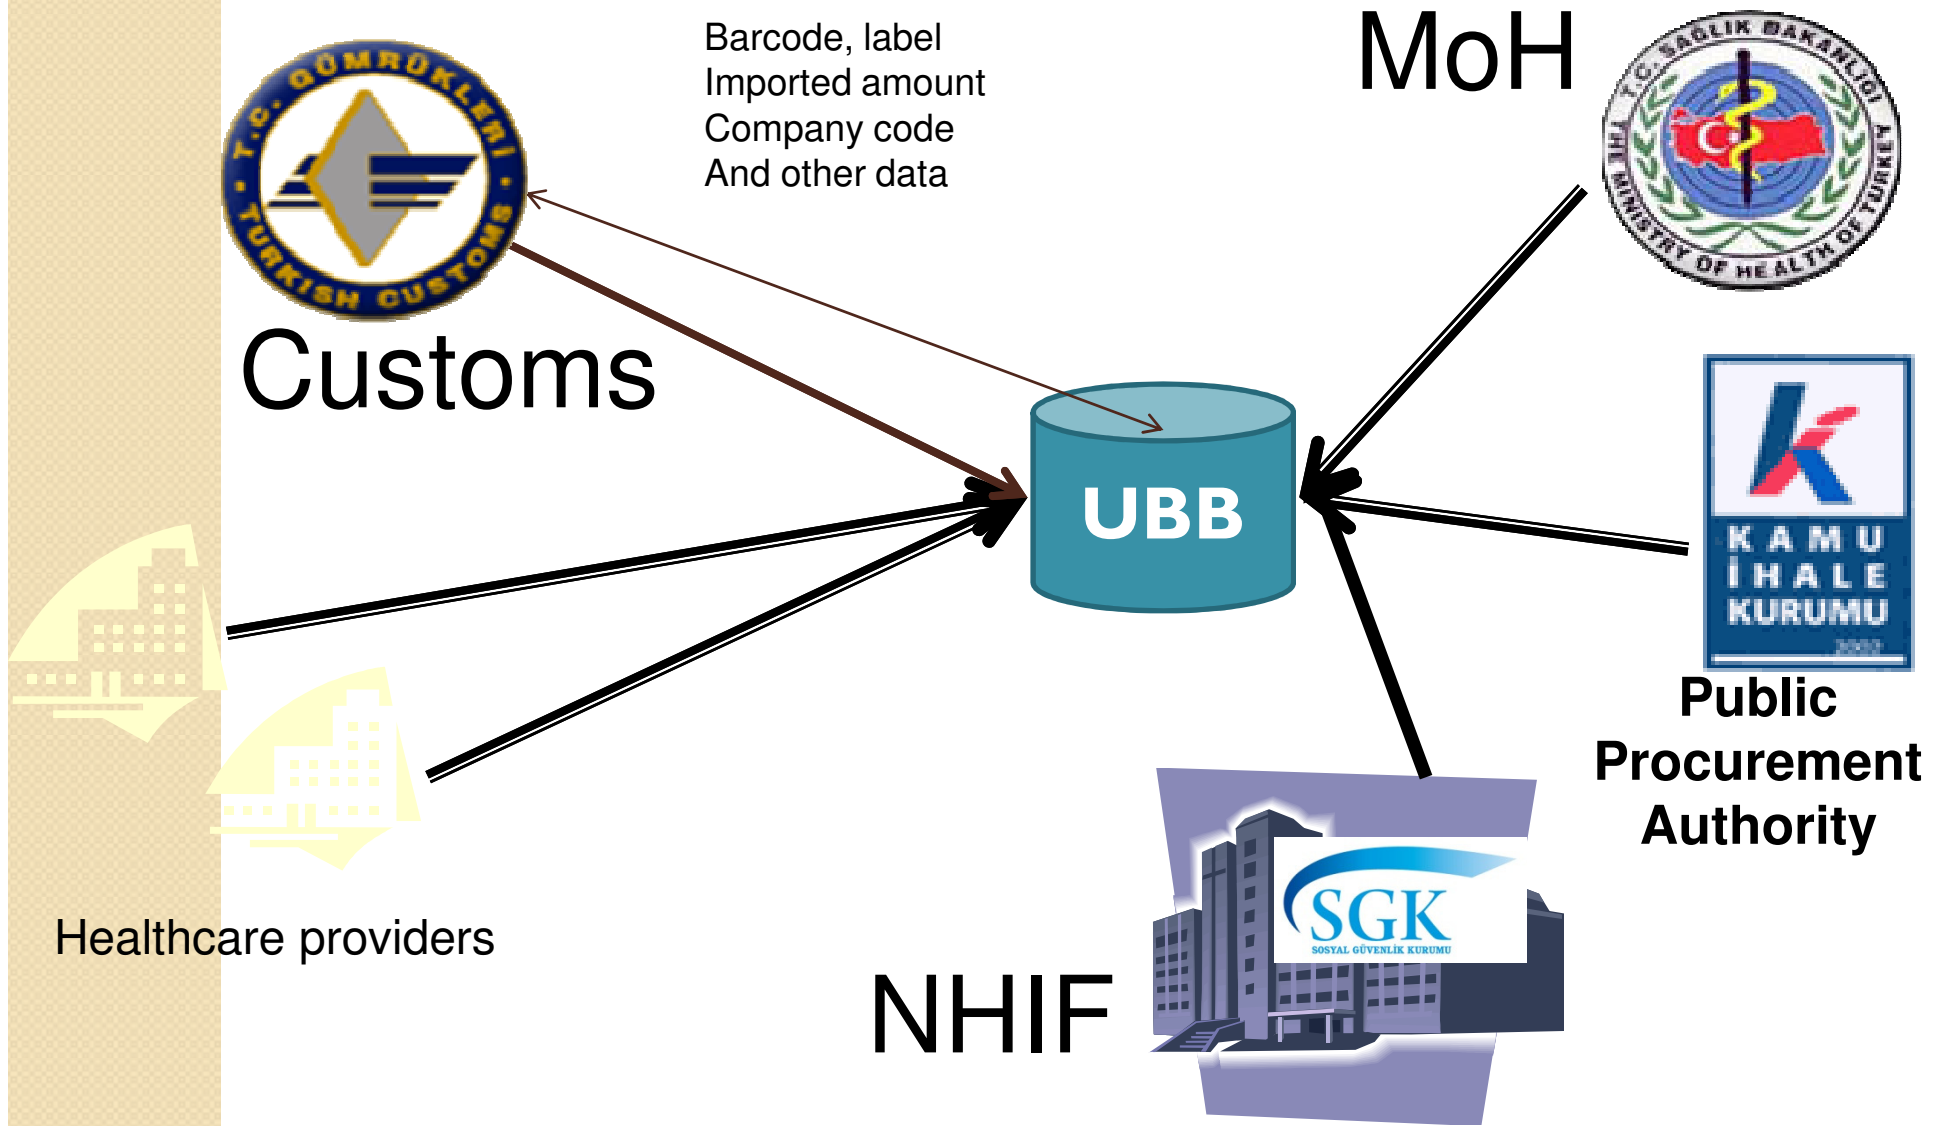 Barcode, label
Imported amount
Company code
And other data
MoH
T.C. GÜMRÜKLERİ
TURKISH CUSTOMS
T.C. SAĞLIK BAKANLIĞI
THE MINISTRY OF HEALTH OF TURKEY
Customs
UBB
KAMU
İHALE
KURUMU
Public
Procurement
Authority
SGK
SOSYAL GÜVENLİK KURUMU
Healthcare providers
NHIF